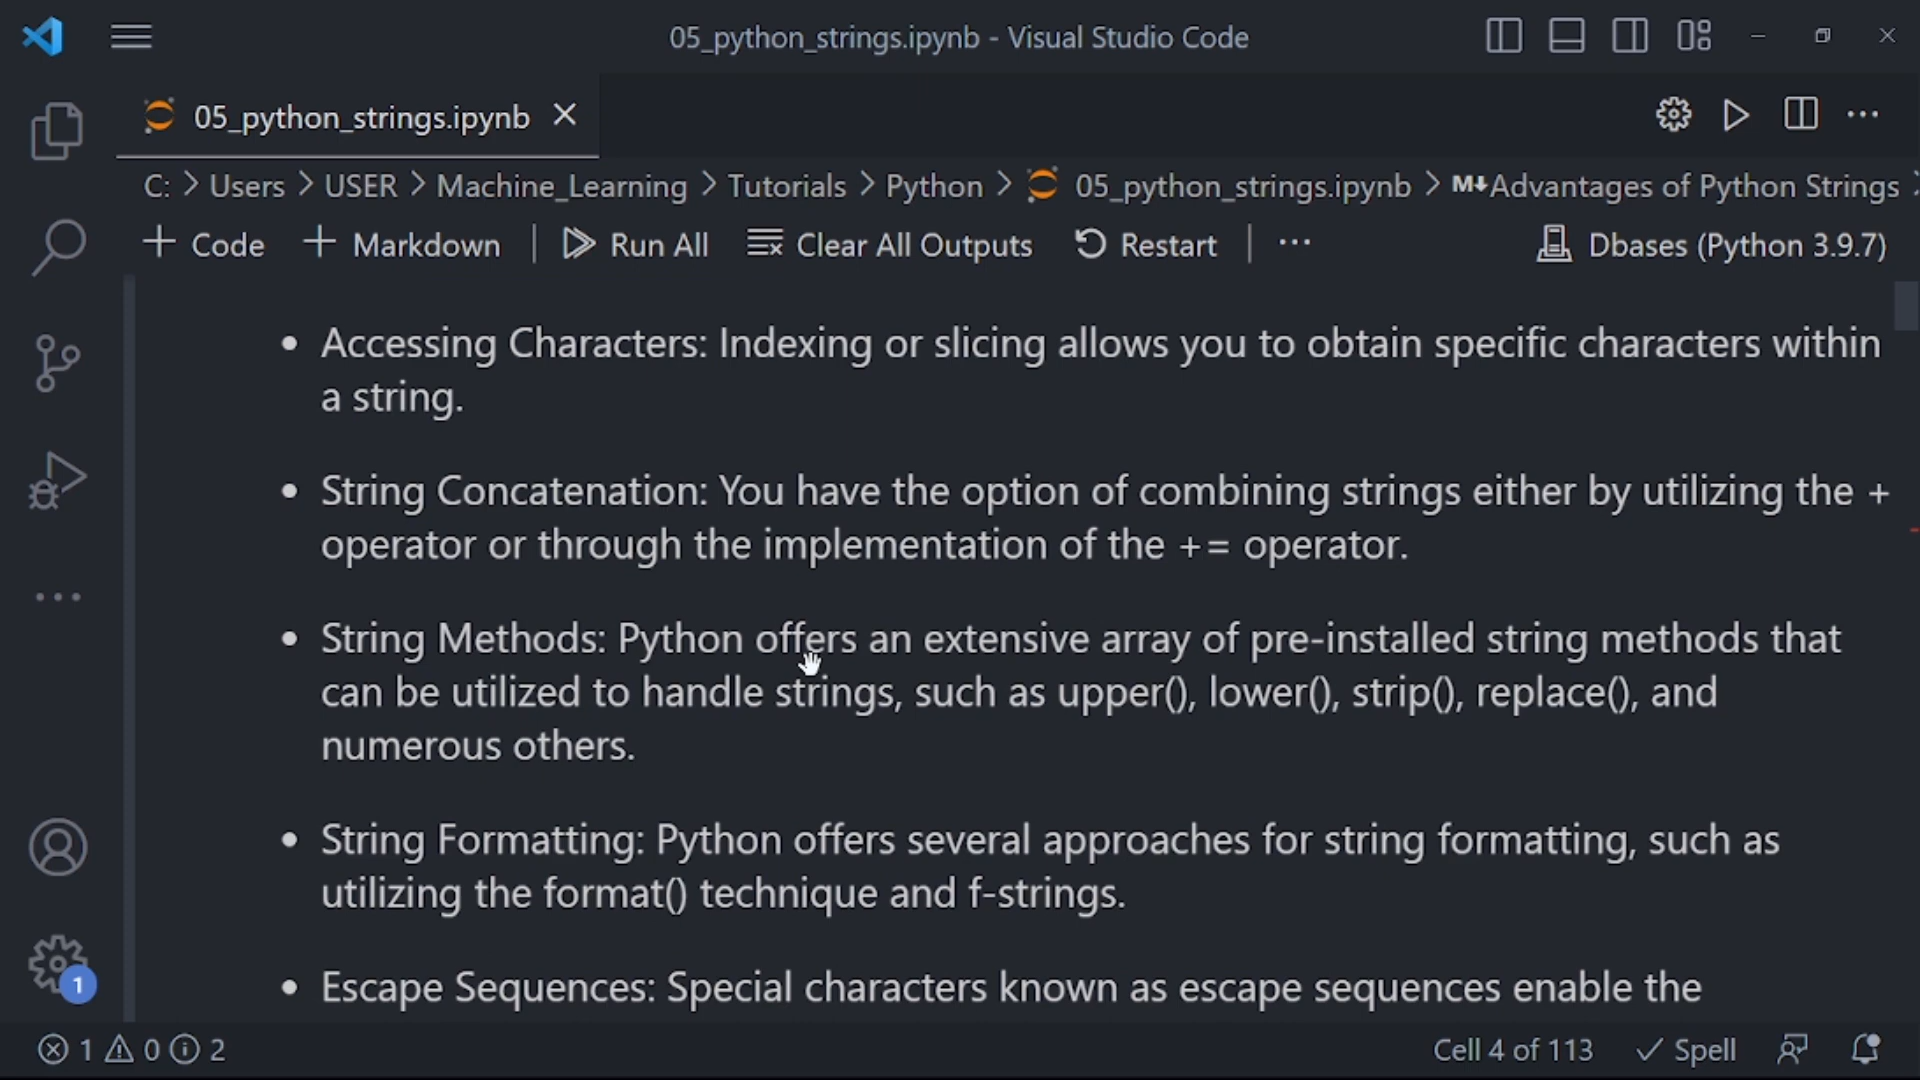 05_python_strings.ipynb - Visual Studio Code
05_python_strings.ipynb
C: > Users > USER > Machine_Learning > Tutorials > Python > 05_python_strings.ipynb > M↓Advantages of Python Strings
+ Code + Markdown | Run All Clear All Outputs Restart | ... Dbases (Python 3.9.7)
• Accessing Characters: Indexing or slicing allows you to obtain specific characters within
a string.
• String Concatenation: You have the option of combining strings either by utilizing the +
operator or through the implementation of the += operator.
• String Methods: Python offers an extensive array of pre-installed string methods that
can be utilized to handle strings, such as upper(), lower(), strip(), replace(), and
numerous others.
• String Formatting: Python offers several approaches for string formatting, such as
utilizing the format() technique and f-strings.
• Escape Sequences: Special characters known as escape sequences enable the
1
1 0 2 Cell 4 of 113 Spell